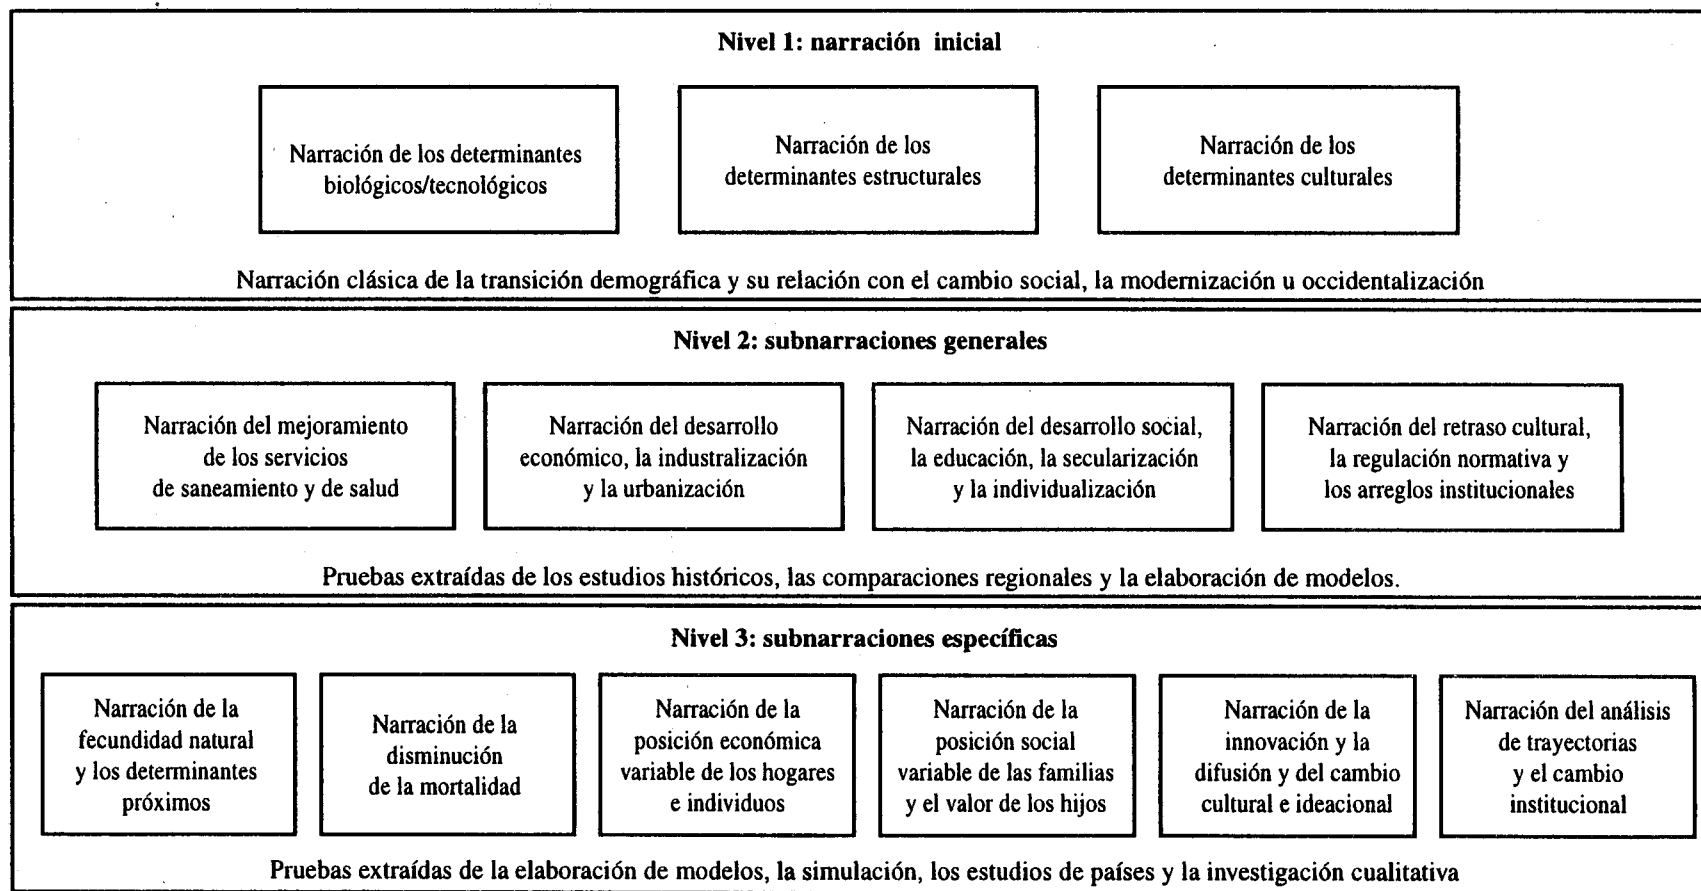 Nivel 1: narración inicial
Narración de los determinantes
biológicos/tecnológicos
Narración de los
determinantes estructurales
Narración de los
determinantes culturales
Narración clásica de la transición demográfica y su relación con el cambio social, la modernización u occidentalización
Nivel 2: subnarraciones generales
Narración del mejoramiento
de los servicios
de saneamiento y de salud
Narración del desarrollo
económico, la industralización
y la urbanización
Narración del desarrollo social,
la educación, la secularización
y la individualización
Narración del retraso cultural,
la regulación normativa y
los arreglos institucionales
Pruebas extraídas de los estudios históricos, las comparaciones regionales y la elaboración de modelos.
Nivel 3: subnarraciones específicas
Narración de la
fecundidad natural
y los determinantes
próximos
Narración de la
disminución
de la mortalidad
Narración de la
posición económica
variable de los hogares
e individuos
Narración de la
posición social
variable de las familias
y el valor de los hijos
Narración de la
innovación y la
difusión y del cambio
cultural e ideacional
Narración del análisis
de trayectorias
y el cambio
institucional
Pruebas extraídas de la elaboración de modelos, la simulación, los estudios de países y la investigación cualitativa